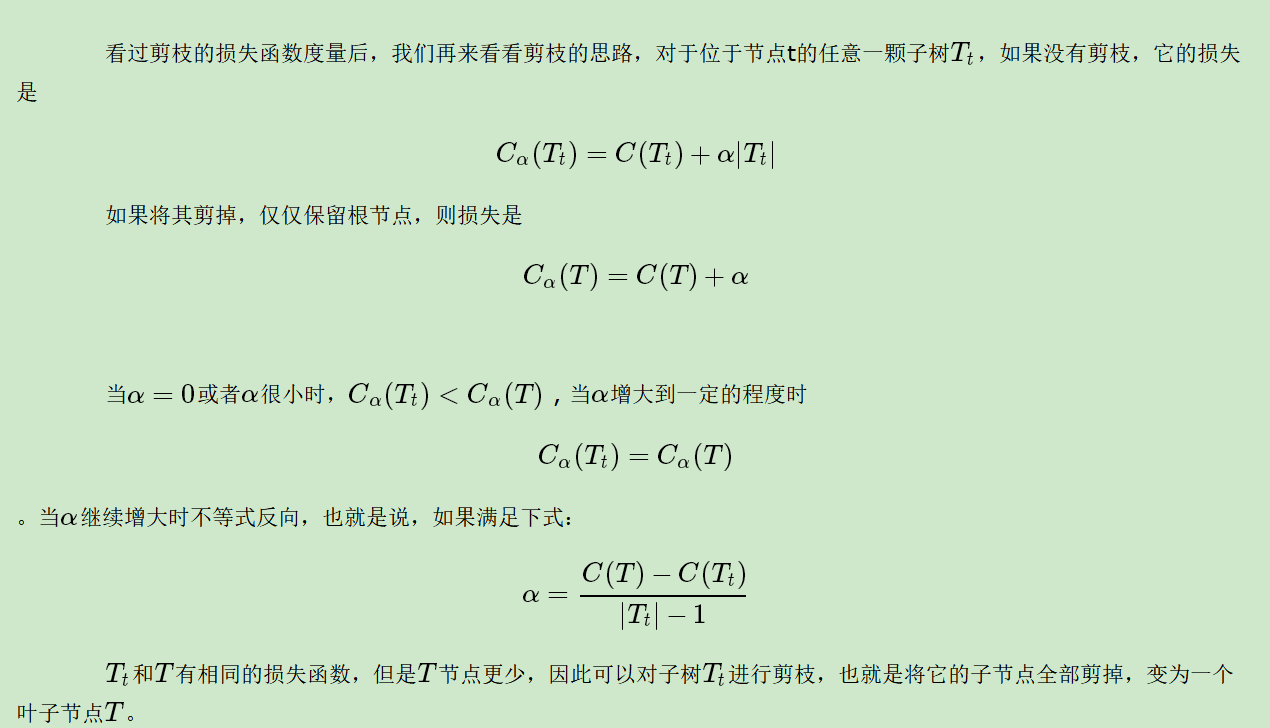 看过剪枝的损失函数度量后，我们再来看看剪枝的思路，对于位于节点t的任意一颗子树$T_t$，如果没有剪枝，它的损失
是
$C_\alpha(T_t) = C(T_t) + \alpha|T_t|$
如果将其剪掉，仅仅保留根节点，则损失是
$C_\alpha(T) = C(T) + \alpha$
当$\alpha = 0$或者$\alpha$很小时，$C_\alpha(T_t) < C_\alpha(T)$ , 当$\alpha$增大到一定的程度时
$C_\alpha(T_t) = C_\alpha(T)$
。当$\alpha$继续增大时不等式反向，也就是说，如果满足下式：
$\alpha = \frac{C(T) - C(T_t)}{|T_t| - 1}$
$T_t$和$T$有相同的损失函数，但是$T$节点更少，因此可以对子树$T_t$进行剪枝，也就是将它的子节点全部剪掉，变为一个
叶子节点$T$。